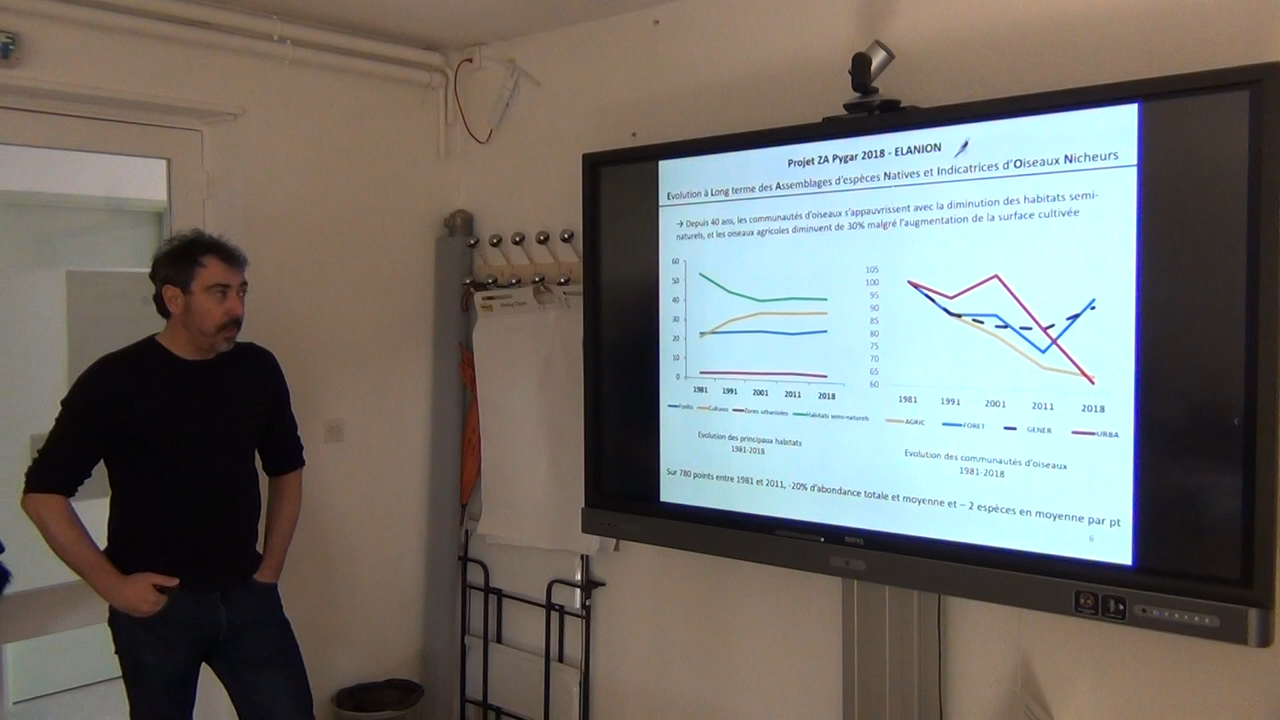 Projet ZA Pygar 2018 - ELANION
Evolution à Long terme des Assemblages d'espèces Natives et Indicatrices d'Oiseaux Nicheurs
→ Depuis 40 ans, les communautés d'oiseaux s'appauvrissent avec la diminution des habitats semi-
naturels, et les oiseaux agricoles diminuent de 30% malgré l'augmentation de la surface cultivée
60
50
40
30
20
10
0
1981 1991 2001 2011 2018
Forêts Cultures Zones urbanisées Habitats semi-naturels
Evolution des principaux habitats
1981-2018
105
100
95
90
85
80
75
70
65
60
1981 1991 2001 2011 2018
AGRIC FORET GENER URBA
Evolution des communautés d'oiseaux
1981-2018
Sur 780 points entre 1981 et 2011, -20% d'abondance totale et moyenne et – 2 espèces en moyenne par pt
6
BENQ